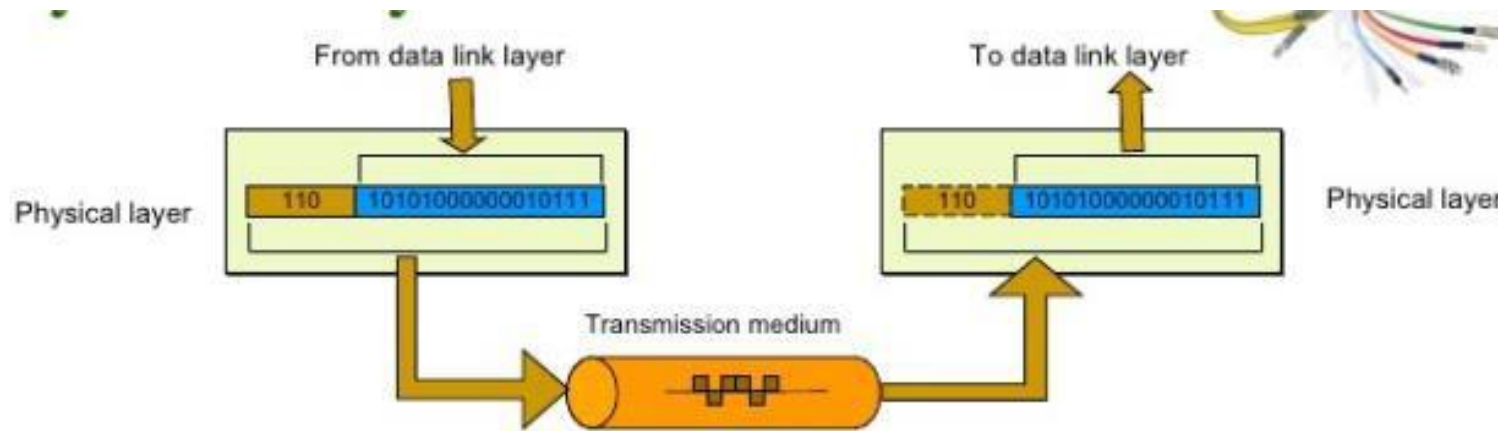 From data link layer
To data link layer
110 10101000000010111
110 10101000000010111
Physical layer
Physical layer
Transmission medium